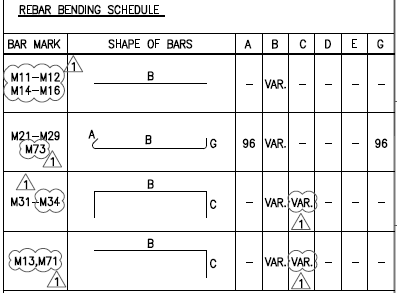 REBAR BENDING SCHEDULE
BAR MARK SHAPE OF BARS A B C D E G
M11-M12
M14-M16
1
B
- VAR. - - - -
M21-M29
M73
1
A B G
96 VAR. - - - 96
1
M31-M34
B
C
- VAR. VAR. - - -
1
M13,M71
1
B
C
- VAR. VAR. - - -
1